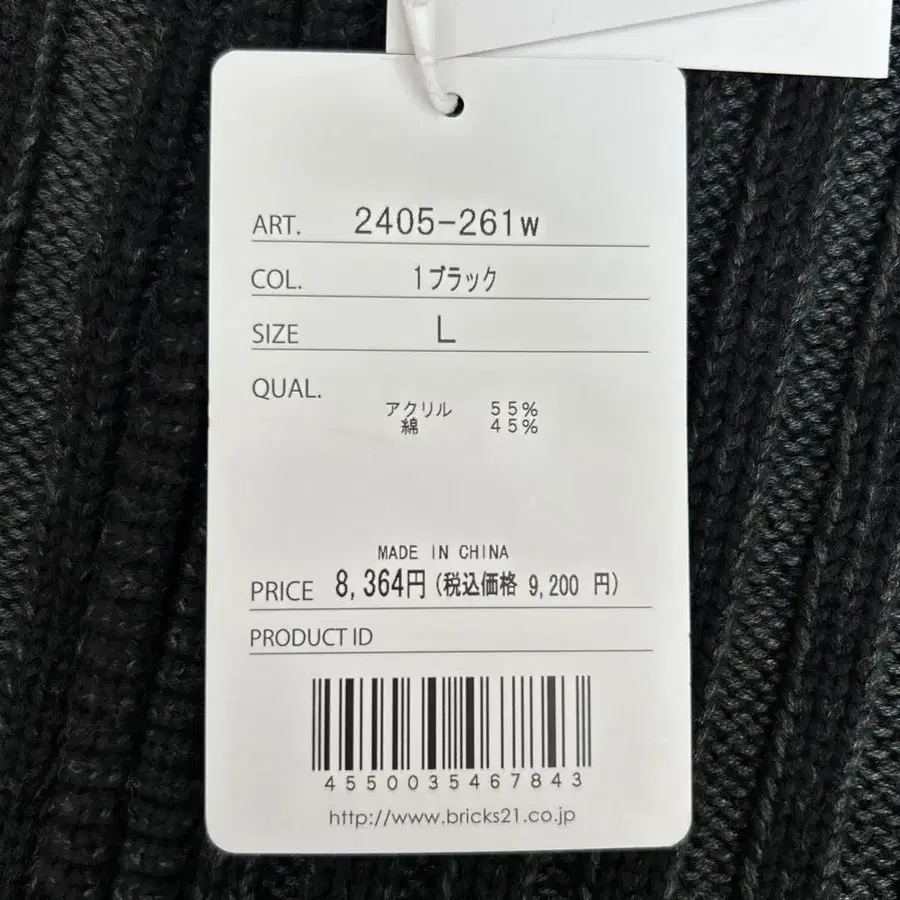 ART. 2405-261W
COL. 1ブラック
SIZE L
QUAL.
アクリル 55%
綿 45%
MADE IN CHINA
PRICE 8,364円(税込価格 9,200 円)
PRODUCT ID
4550035467843
http://www.bricks21.co.jp